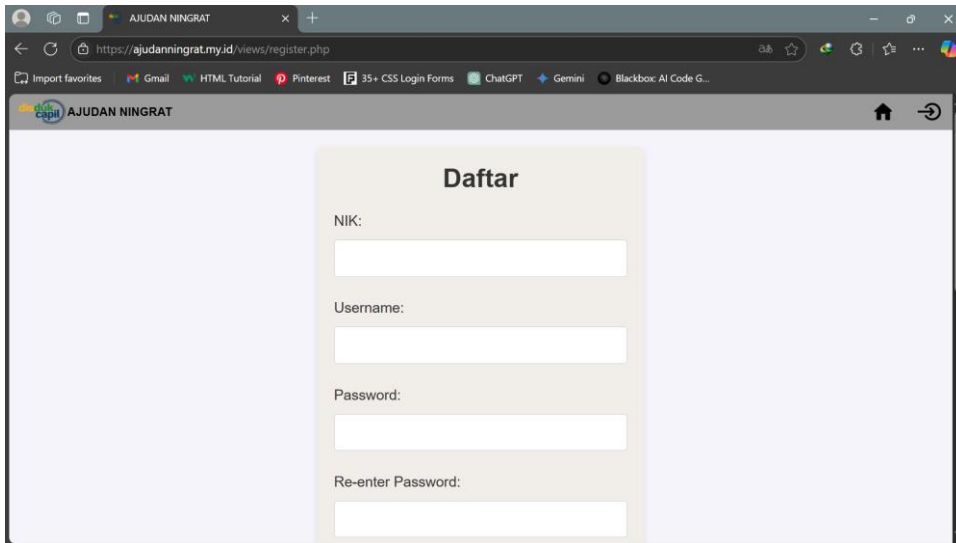 AJUDAN NINGRAT
https://ajudanningrat.my.id/views/register.php
Import favorites Gmail HTML Tutorial Pinterest 35+ CSS Login Forms ChatGPT Gemini Blackbox: AI Code G...
disdukcapil AJUDAN NINGRAT
Daftar
NIK:
Username:
Password:
Re-enter Password: